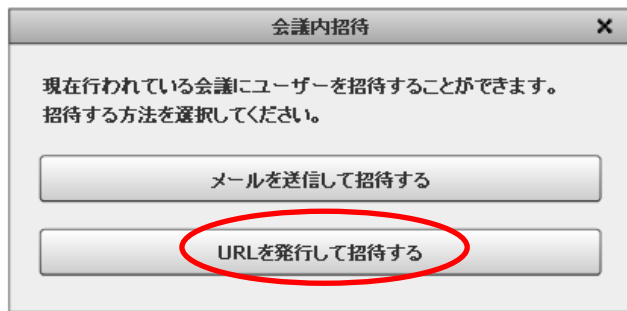 会議内招待
現在行われている会議にユーザーを招待することができます。
招待する方法を選択してください。
メールを送信して招待する
URLを発行して招待する